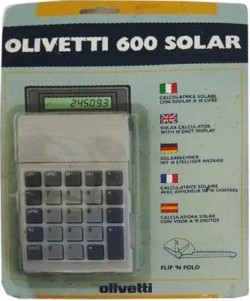 OLIVETTI 600 SOLAR
245093
CALCOLATRICE SOLARE
CON DISPLAY A 10 CIFRE
SOLAR CALCULATOR
WITH 10 DIGIT DISPLAY
SOLARRECHNER
MIT 10 STELLIGER ANZEIGE
CALCULATRICE SOLAIRE
AVEC AFFICHEUR DE 10 CHIFFRES
CALCULADORA SOLAR
CON VISOR A 10 DIGITOS
FLIP 'N FOLD
olivetti